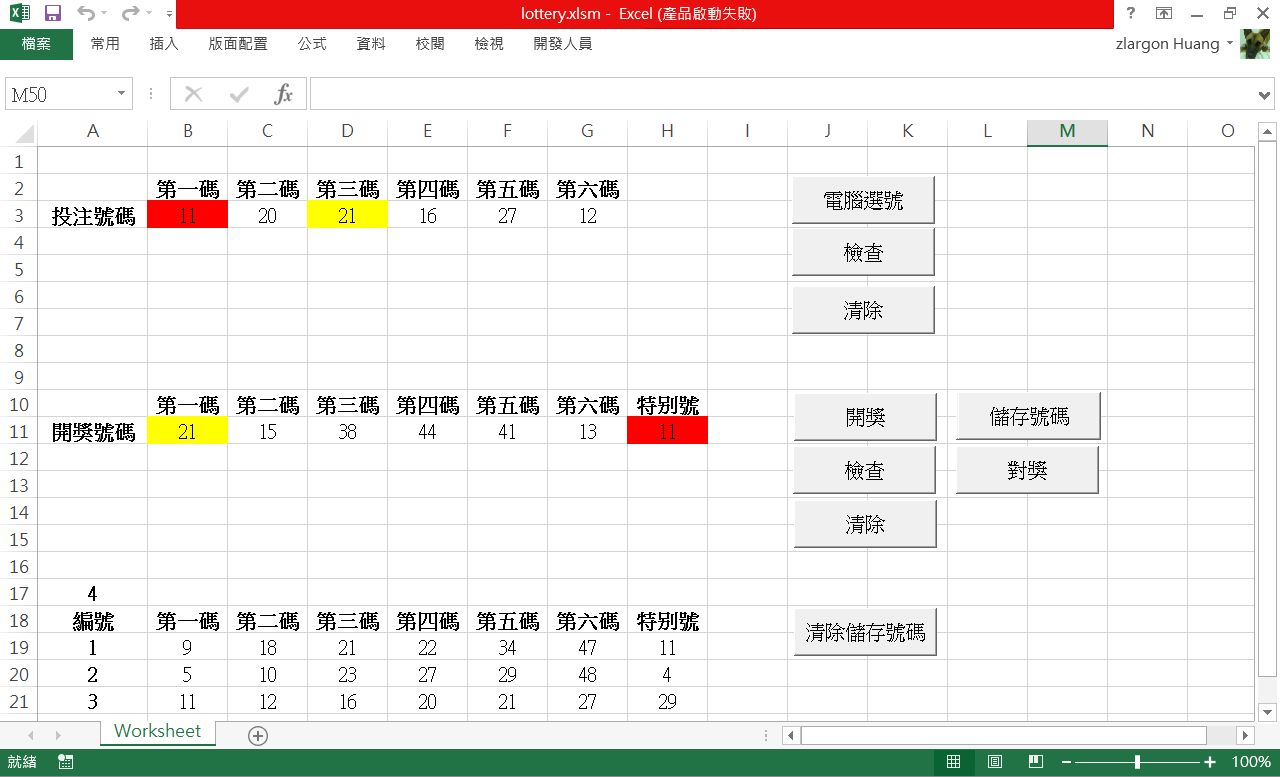 lottery.xlsm - Excel (產品啟動失敗) ?
檔案 常用 插入 版面配置 公式 資料 校閱 檢視 開發人員 zlargon Huang
M50 fx
A B C D E F G H I J K L M N O
1
2 第一碼 第二碼 第三碼 第四碼 第五碼 第六碼 電腦選號
3 投注號碼 11 20 21 16 27 12
4 檢查
5
6 清除
7
8
9
10 第一碼 第二碼 第三碼 第四碼 第五碼 第六碼 特別號 開獎 儲存號碼
11 開獎號碼 21 15 38 44 41 13 11
12 檢查 對獎
13
14 清除
15
16
17 4
18 編號 第一碼 第二碼 第三碼 第四碼 第五碼 第六碼 特別號 清除儲存號碼
19 1 9 18 21 22 34 47 11
20 2 5 10 23 27 29 48 4
21 3 11 12 16 20 21 27 29
Worksheet
就緒 100%